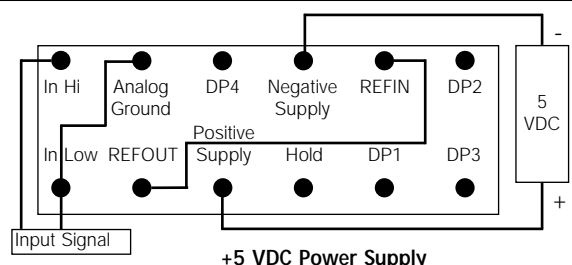 -
In Hi
Analog
Ground
DP4
Negative
Supply
REFIN
DP2
5
VDC
In Low
REFOUT
Positive
Supply
Hold
DP1
DP3
+
Input Signal
+5 VDC Power Supply